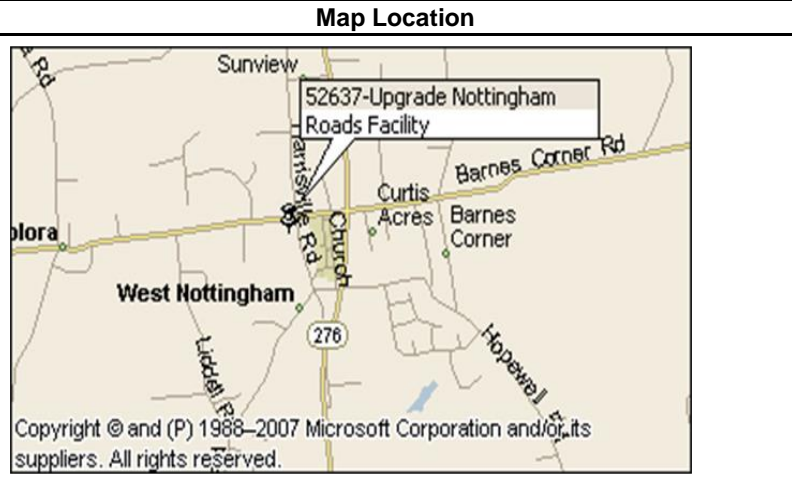 Map Location
Rd
Sunview
52637-Upgrade Nottingham
Roads Facility
Barnes Corner Rd
Curtis
Acres
Barnes
Corner
Rd
Church
West Nottingham
276
Liddell
Hopewell
Copyright © and (P) 1988–2007 Microsoft Corporation and/or its
suppliers. All rights reserved.